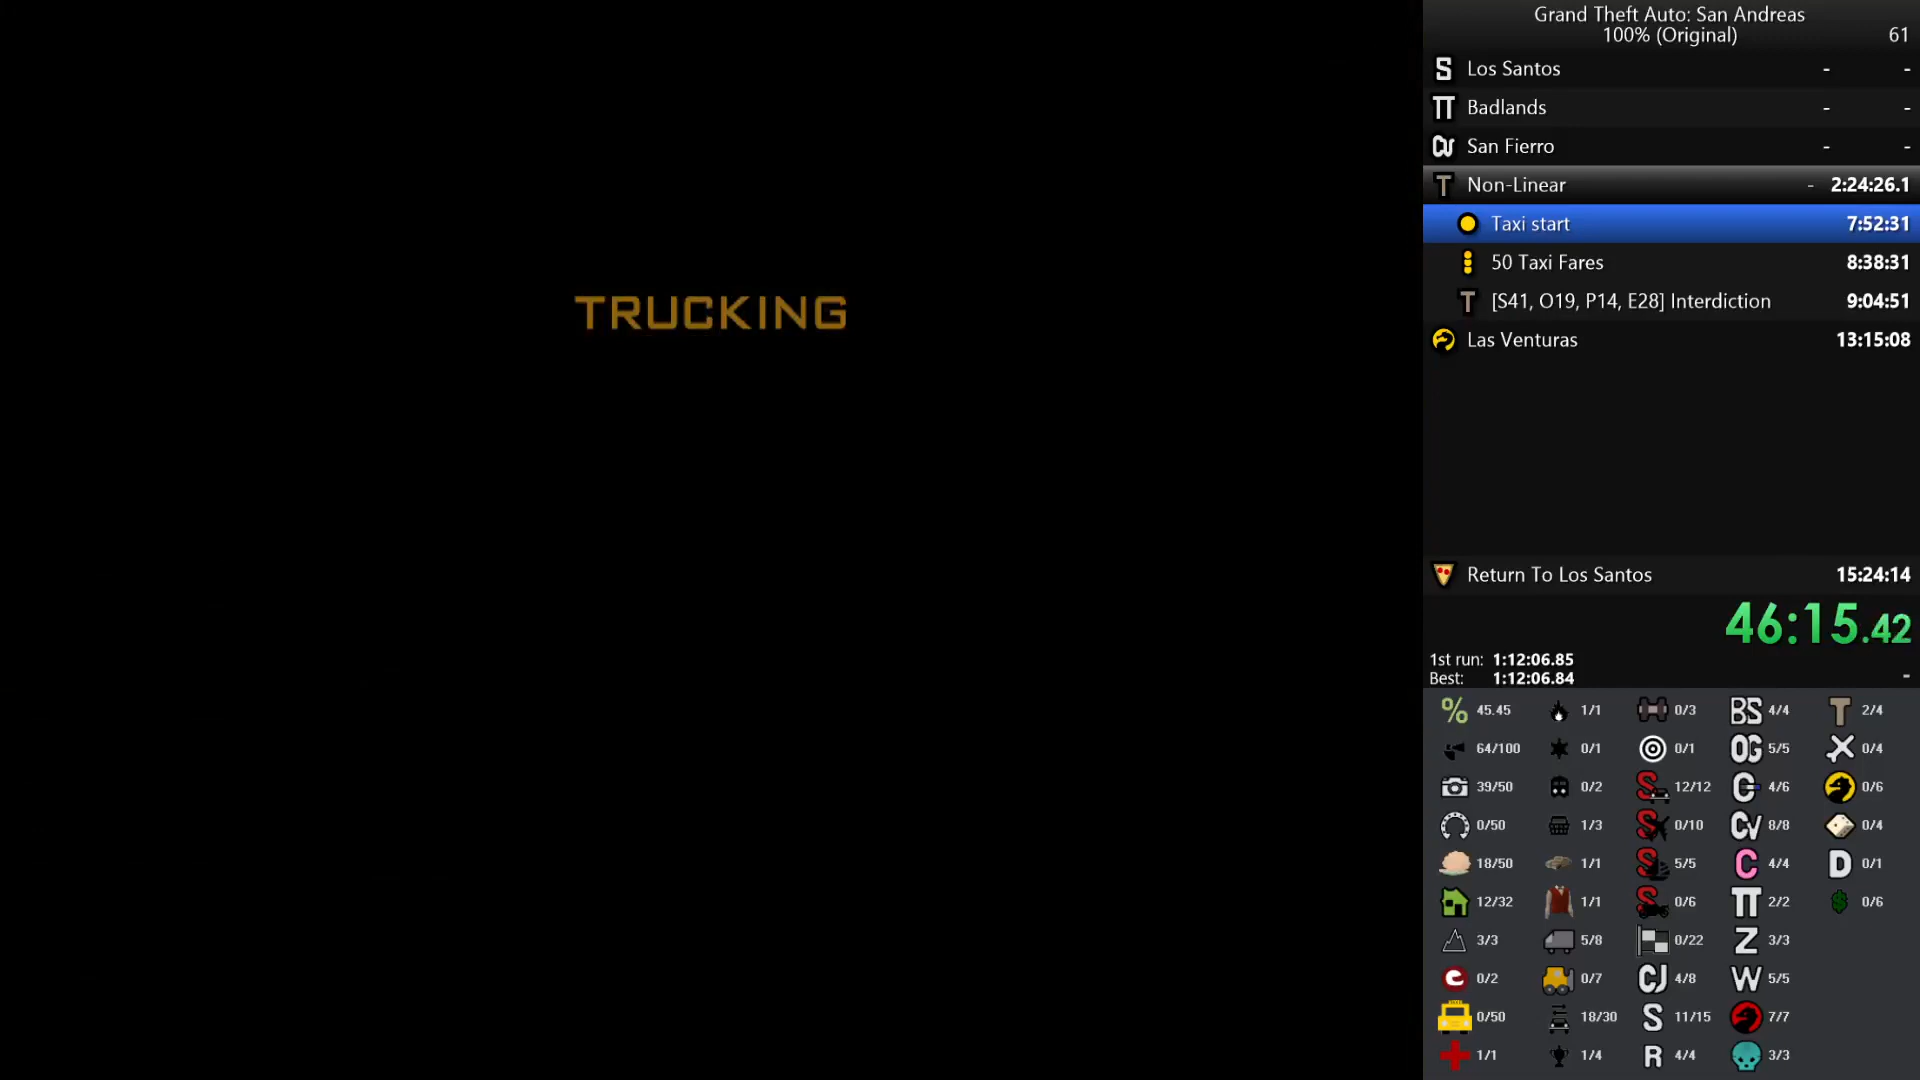 TRUCKING
Grand Theft Auto: San Andreas
100% (Original) 61
Los Santos - -
Badlands - -
San Fierro - -
Non-Linear - 2:24:26.1
Taxi start 7:52:31
50 Taxi Fares 8:38:31
[S41, O19, P14, E28] Interdiction 9:04:51
Las Venturas 13:15:08
Return To Los Santos 15:24:14
46:15.42
1st run: 1:12:06.85
Best: 1:12:06.84 -
% 45.45 1/1 0/3 BS 4/4 T 2/4
64/100 0/1 0/1 OG 5/5 0/4
39/50 0/2 S 12/12 C 4/6 0/6
0/50 1/3 S 0/10 CV 8/8 0/4
18/50 1/1 S 5/5 C 4/4 D 0/1
12/32 1/1 S 0/6 TT 2/2 $ 0/6
3/3 5/8 0/22 Z 3/3
e 0/2 0/7 CJ 4/8 W 5/5
0/50 18/30 S 11/15 7/7
1/1 1/4 R 4/4 3/3